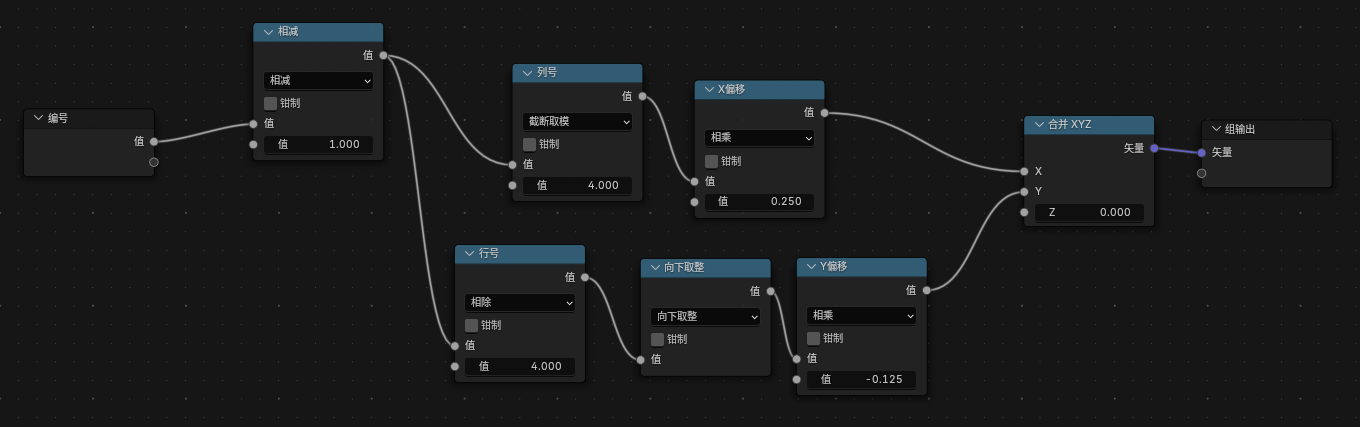 编号
值
相减
值
相减
钳制
值
值 1.000
列号
值
截断取模
钳制
值
值 4.000
X偏移
值
相乘
钳制
值
值 0.250
行号
值
相除
钳制
值
值 4.000
向下取整
值
向下取整
钳制
值
Y偏移
值
相乘
钳制
值
值 -0.125
合并 XYZ
矢量
X
Y
Z 0.000
组输出
矢量